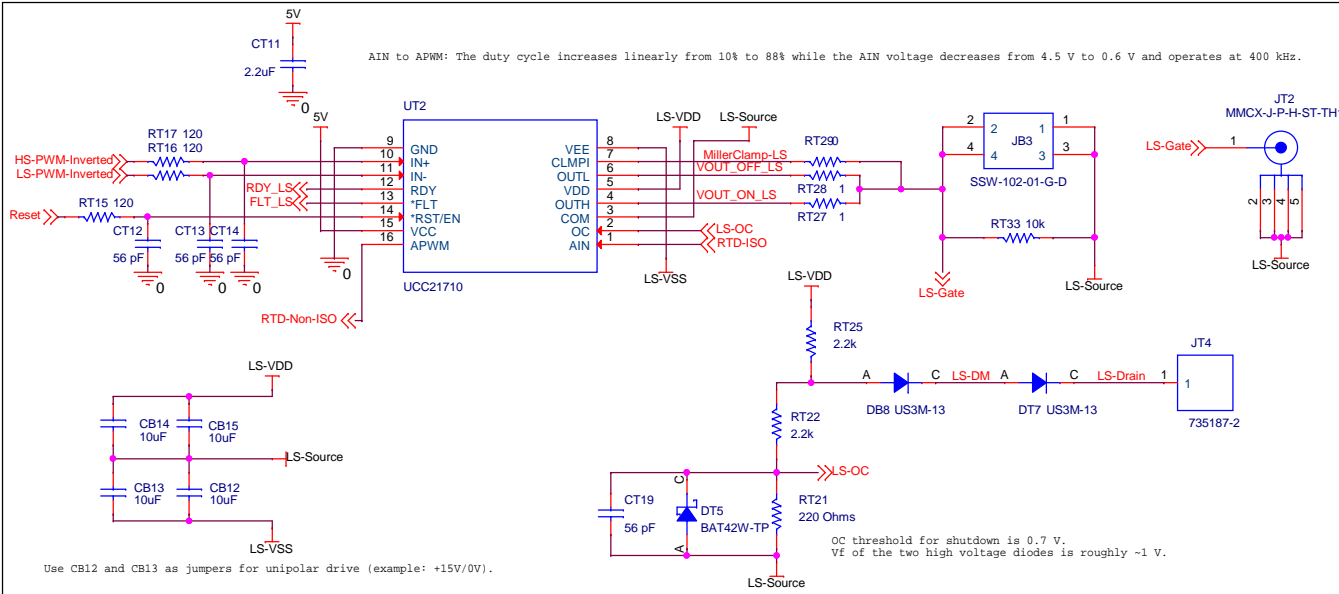 5V
CT11
2.2uF
0
AIN to APWM: The duty cycle increases linearly from 10% to 88% while the AIN voltage decreases from 4.5 V to 0.6 V and operates at 400 kHz.
JT2
MMCX-J-P-H-ST-TH1
LS-Gate
1
2
3
4
5
LS-Source
UT2
5V
RT17 120
RT16 120
HS-PWM-Inverted
LS-PWM-Inverted
RDY_LS
FLT_LS
Reset
RT15 120
CT12
56 pF
CT13
56 pF
CT14
56 pF
0
0
0
0
RTD-Non-ISO
9 GND
10 IN+
11 IN-
12 RDY
13 *FLT
14 *RST/EN
15 VCC
16 APWM
VEE 8
CLMPI 7
OUTL 6
VDD 5
OUTH 4
COM 3
OC 2
AIN 1
UCC21710
LS-VDD
LS-Source
MillerClamp-LS
VOUT_OFF_LS
VOUT_ON_LS
LS-OC
RTD-ISO
LS-VSS
RT29 0
RT28 1
RT27 1
2 2 1 1
4 4 3 3
JB3
SSW-102-01-G-D
RT33 10k
LS-Gate
LS-Source
LS-VDD
RT25
2.2k
RT22
2.2k
A C
DB8 US3M-13
LS-DM
A C
DT7 US3M-13
LS-Drain
JT4
1 1
735187-2
LS-OC
CT19
56 pF
C
DT5
BAT42W-TP
A
RT21
220 Ohms
LS-Source
OC threshold for shutdown is 0.7 V.
Vf of the two high voltage diodes is roughly ~1 V.
LS-VDD
CB14
10uF
CB15
10uF
LS-Source
CB13
10uF
CB12
10uF
LS-VSS
Use CB12 and CB13 as jumpers for unipolar drive (example: +15V/0V).